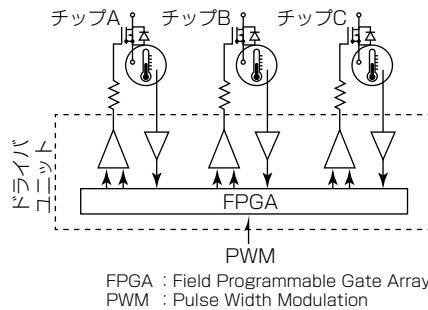 チップA チップB チップC
ドライバ
ユニット
FPGA
PWM
FPGA : Field Programmable Gate Array
PWM : Pulse Width Modulation